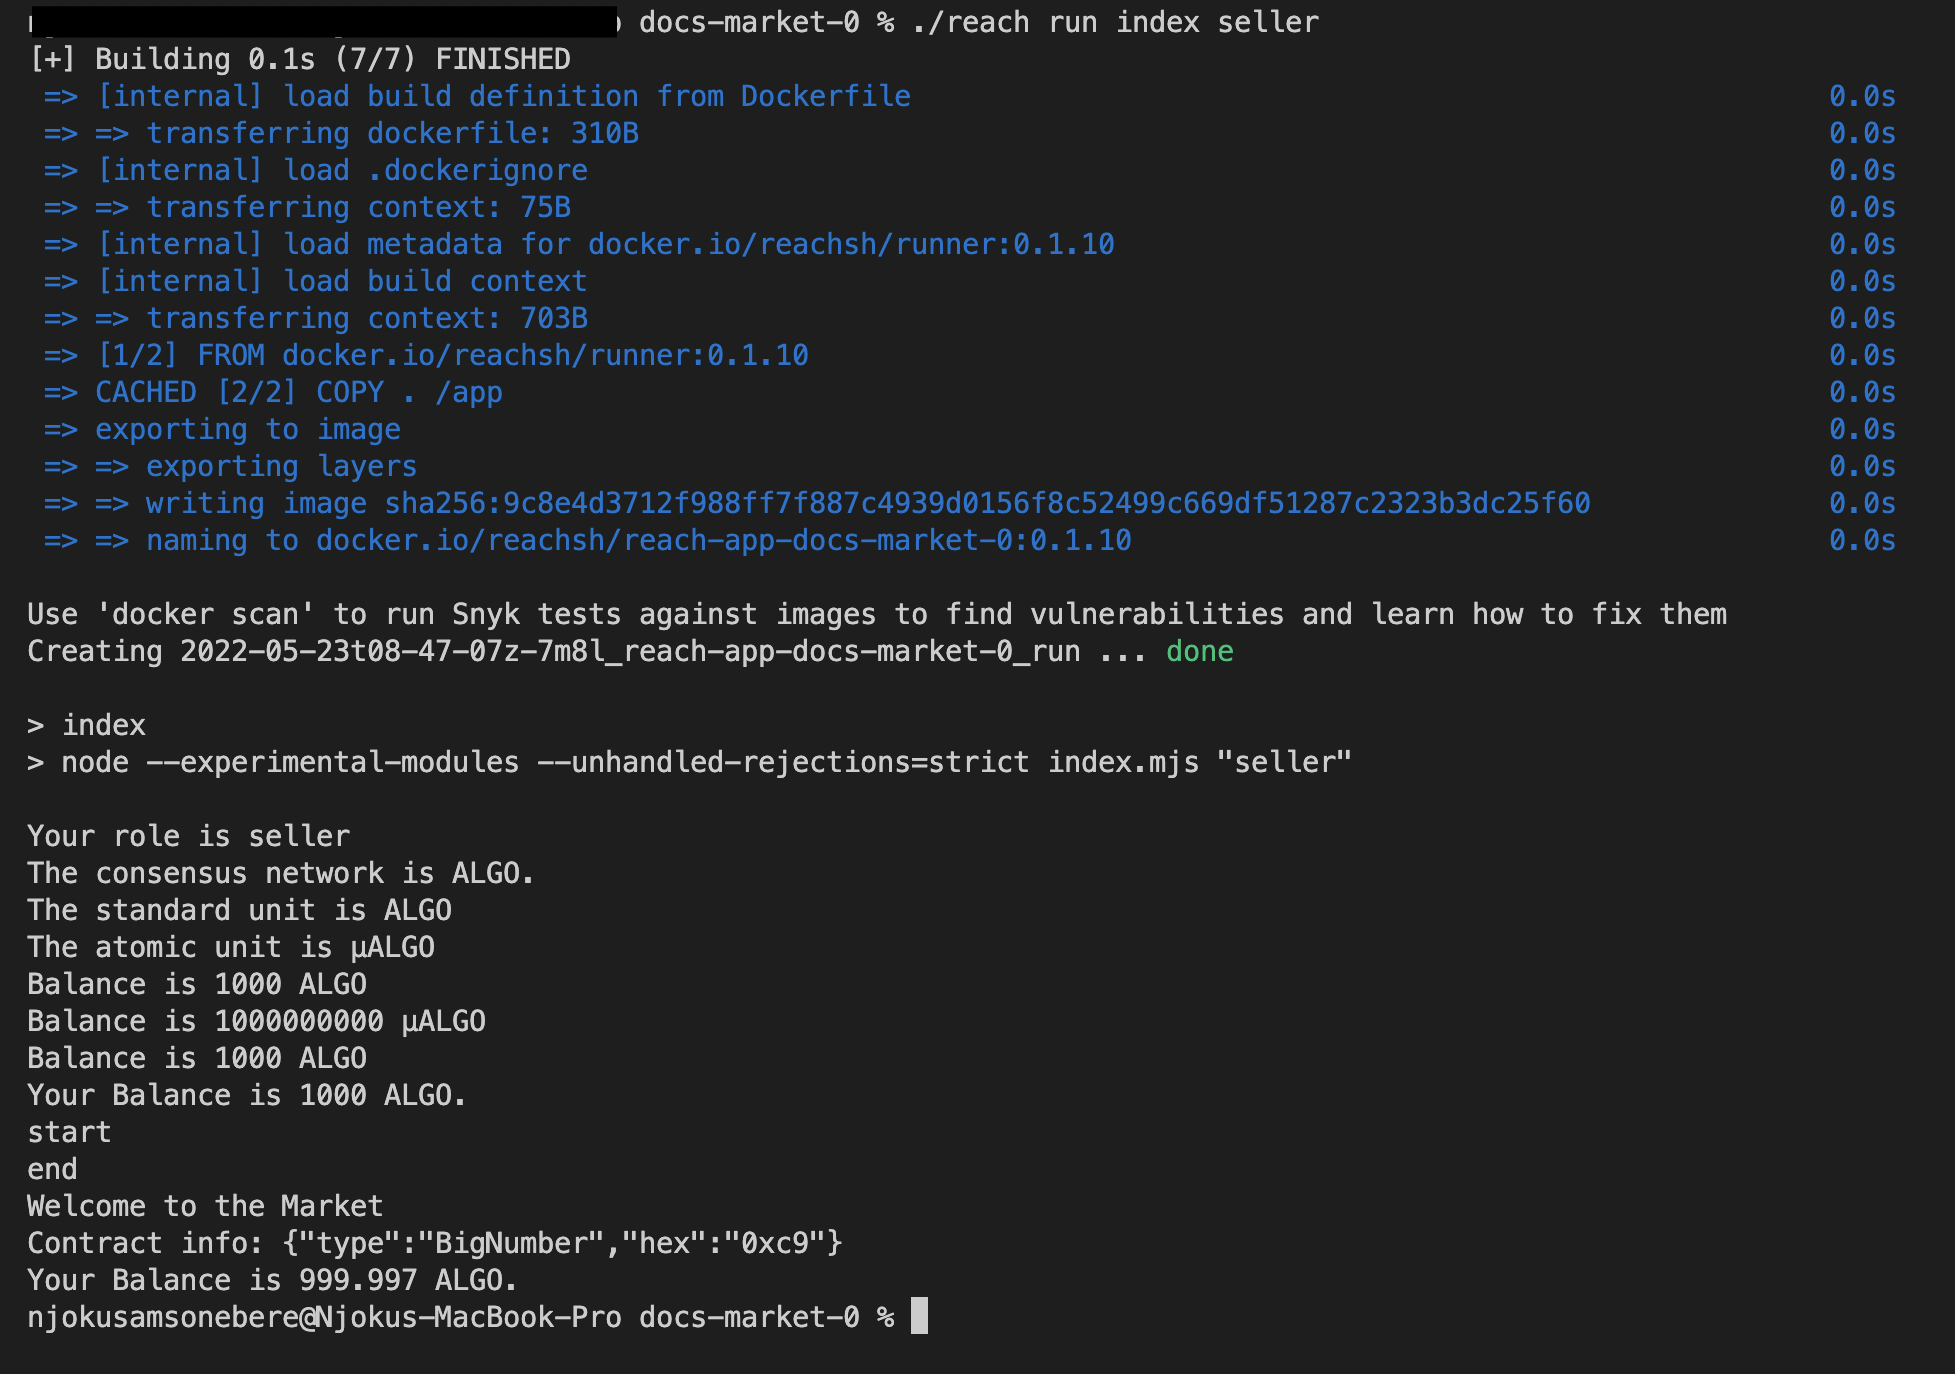 docs-market-0 % ./reach run index seller
[+] Building 0.1s (7/7) FINISHED
=> [internal] load build definition from Dockerfile 0.0s
=> => transferring dockerfile: 310B 0.0s
=> [internal] load .dockerignore 0.0s
=> => transferring context: 75B 0.0s
=> [internal] load metadata for docker.io/reachsh/runner:0.1.10 0.0s
=> [internal] load build context 0.0s
=> => transferring context: 703B 0.0s
=> [1/2] FROM docker.io/reachsh/runner:0.1.10 0.0s
=> CACHED [2/2] COPY . /app 0.0s
=> exporting to image 0.0s
=> => exporting layers 0.0s
=> => writing image sha256:9c8e4d3712f988ff7f887c4939d0156f8c52499c669df51287c2323b3dc25f60 0.0s
=> => naming to docker.io/reachsh/reach-app-docs-market-0:0.1.10 0.0s
Use 'docker scan' to run Snyk tests against images to find vulnerabilities and learn how to fix them
Creating 2022-05-23t08-47-07z-7m8l_reach-app-docs-market-0_run ... done
> index
> node --experimental-modules --unhandled-rejections=strict index.mjs "seller"
Your role is seller
The consensus network is ALGO.
The standard unit is ALGO
The atomic unit is μALGO
Balance is 1000 ALGO
Balance is 1000000000 μALGO
Balance is 1000 ALGO
Your Balance is 1000 ALGO.
start
end
Welcome to the Market
Contract info: {"type":"BigNumber","hex":"0xc9"}
Your Balance is 999.997 ALGO.
njokusamsonebere@Njokus-MacBook-Pro docs-market-0 %